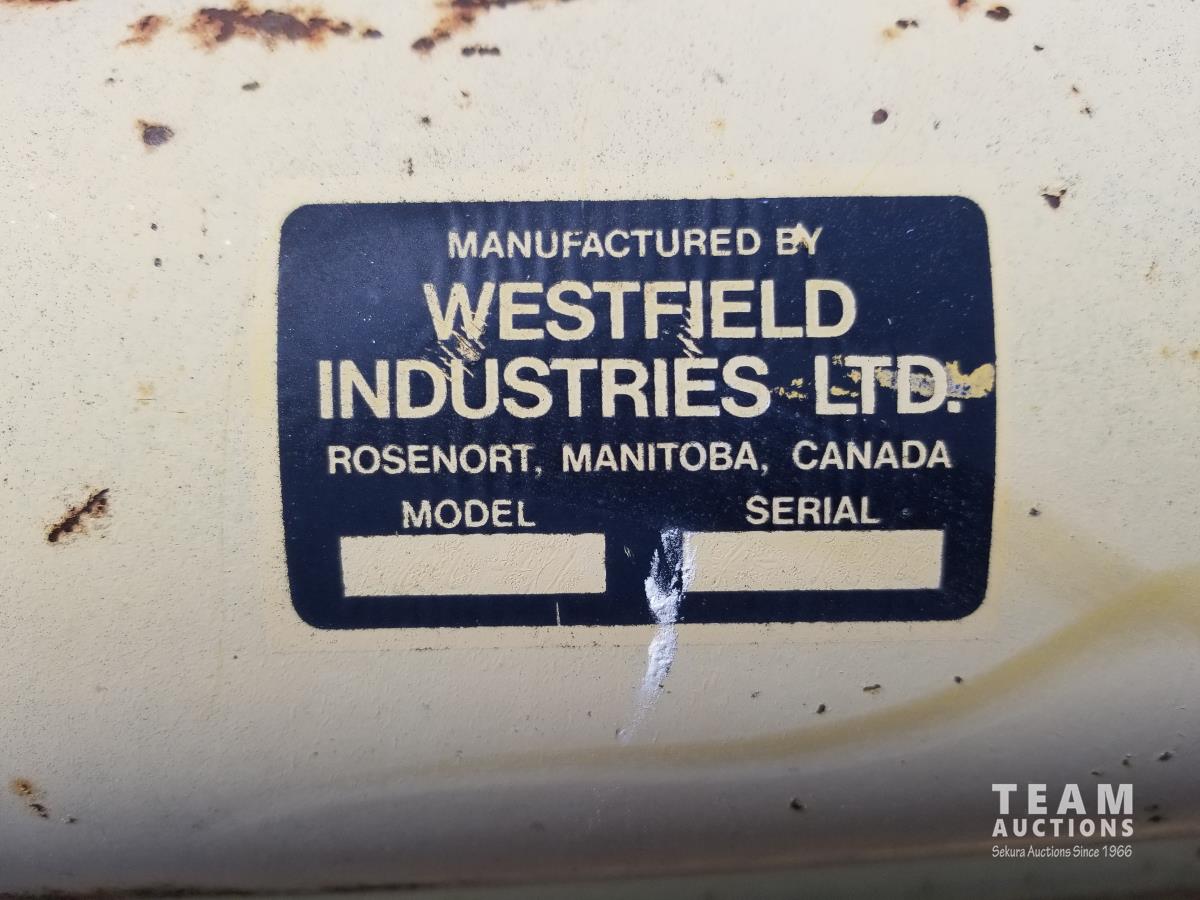 MANUFACTURED BY
WESTFIELD
INDUSTRIES LTD.
ROSENORT, MANITOBA, CANADA
MODEL SERIAL
TEAM
AUCTIONS
Sekura Auctions Since 1966